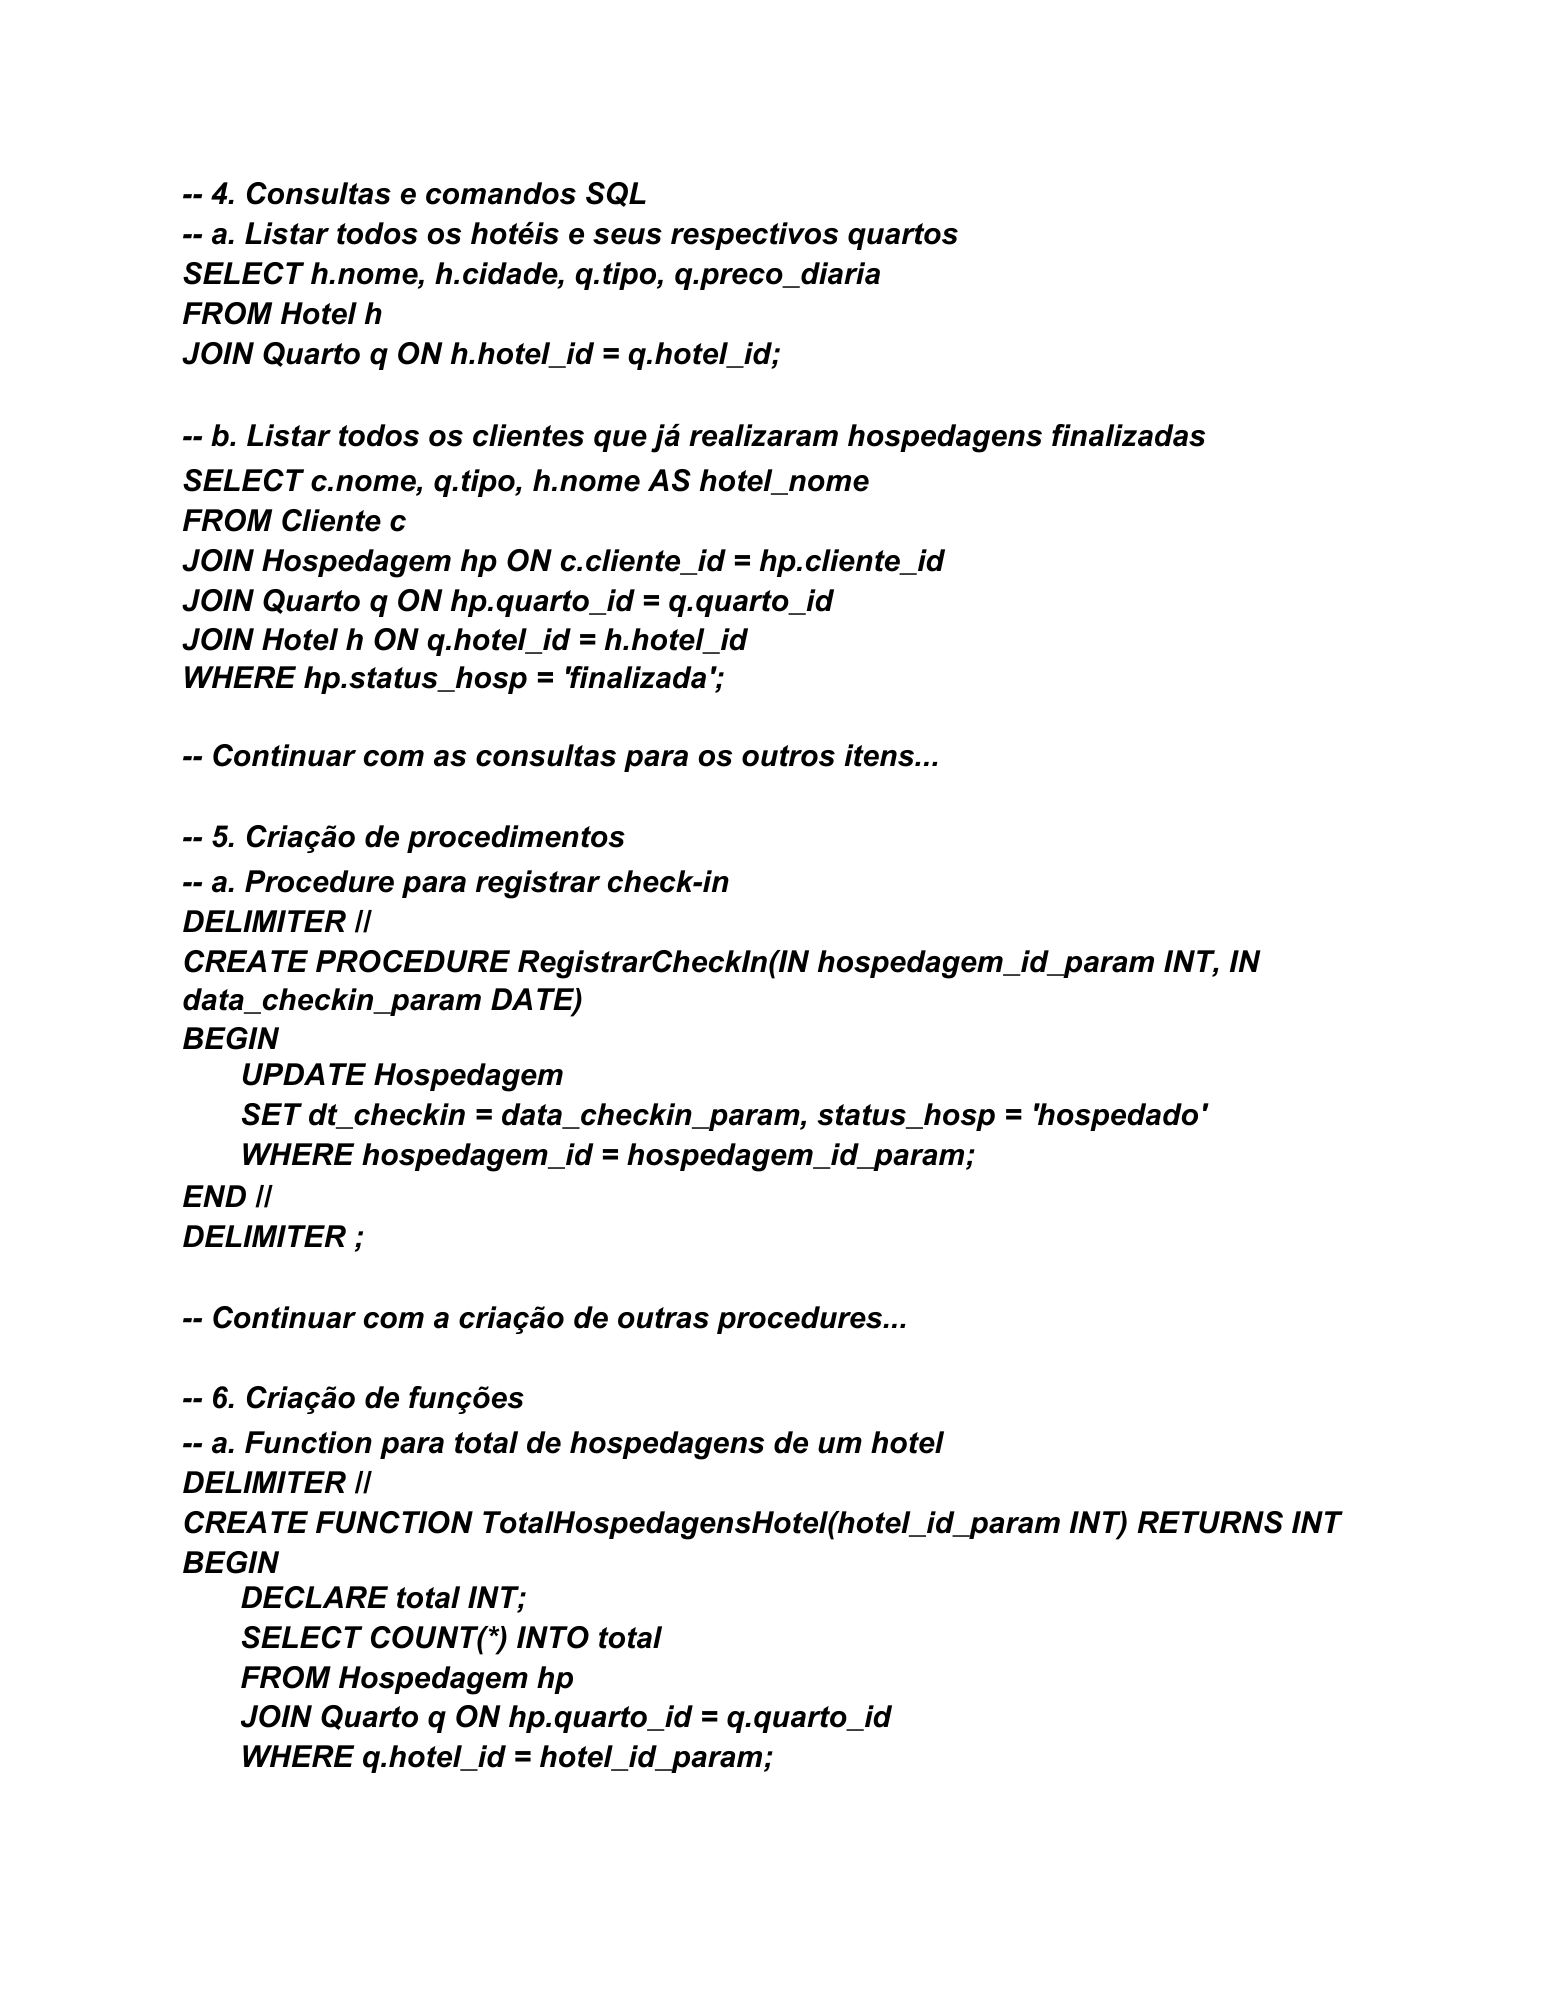 -- 4. Consultas e comandos SQL
-- a. Listar todos os hotéis e seus respectivos quartos
SELECT h.nome, h.cidade, q.tipo, q.preco_diaria
FROM Hotel h
JOIN Quarto q ON h.hotel_id = q.hotel_id;
-- b. Listar todos os clientes que já realizaram hospedagens finalizadas
SELECT c.nome, q.tipo, h.nome AS hotel_nome
FROM Cliente c
JOIN Hospedagem hp ON c.cliente_id = hp.cliente_id
JOIN Quarto q ON hp.quarto_id = q.quarto_id
JOIN Hotel h ON q.hotel_id = h.hotel_id
WHERE hp.status_hosp = 'finalizada';
-- Continuar com as consultas para os outros itens...
-- 5. Criação de procedimentos
-- a. Procedure para registrar check-in
DELIMITER //
CREATE PROCEDURE RegistrarCheckIn(IN hospedagem_id_param INT, IN
data_checkin_param DATE)
BEGIN
UPDATE Hospedagem
SET dt_checkin = data_checkin_param, status_hosp = 'hospedado'
WHERE hospedagem_id = hospedagem_id_param;
END //
DELIMITER ;
-- Continuar com a criação de outras procedures...
-- 6. Criação de funções
-- a. Function para total de hospedagens de um hotel
DELIMITER //
CREATE FUNCTION TotalHospedagensHotel(hotel_id_param INT) RETURNS INT
BEGIN
DECLARE total INT;
SELECT COUNT(*) INTO total
FROM Hospedagem hp
JOIN Quarto q ON hp.quarto_id = q.quarto_id
WHERE q.hotel_id = hotel_id_param;